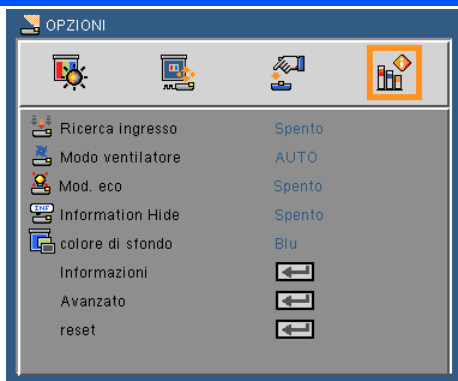 OPZIONI
Ricerca ingresso Spento
Modo ventilatore AUTO
Mod. eco Spento
INF Information Hide Spento
colore di sfondo Blu
Informazioni
Avanzato
reset